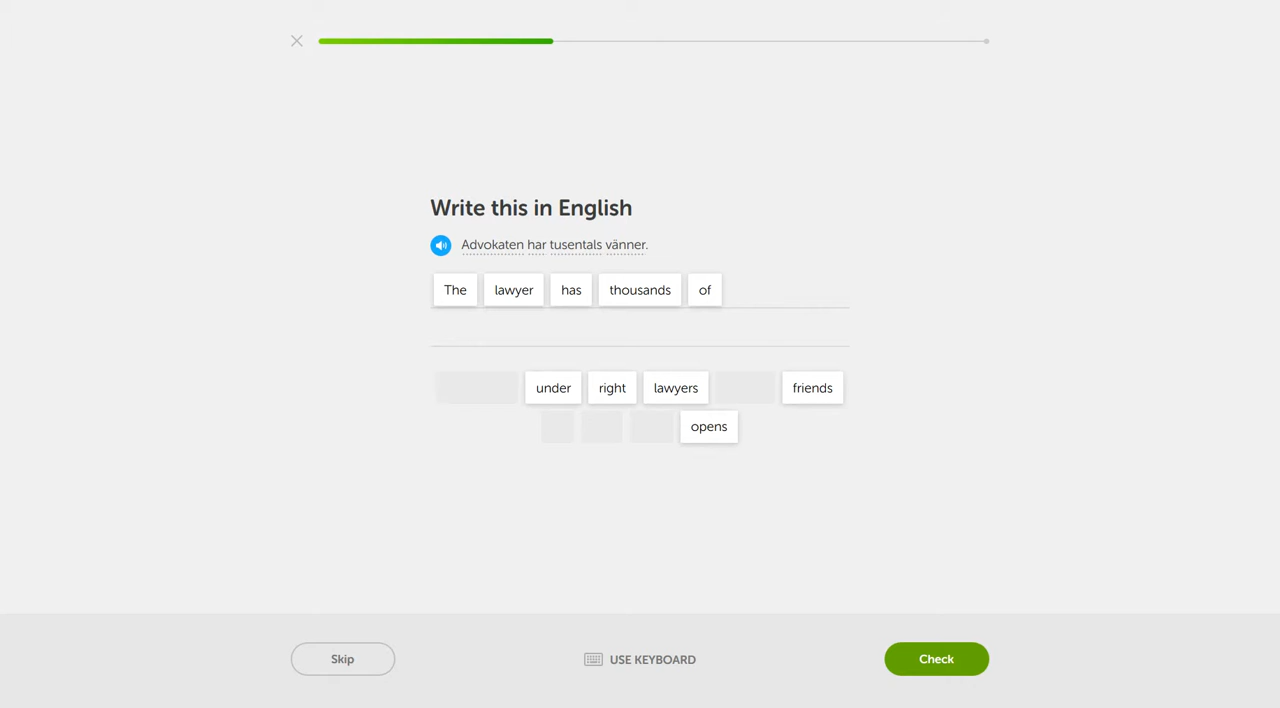 Write this in English
Advokaten har tusentals vänner.
The lawyer has thousands of
under right lawyers friends
opens
Skip USE KEYBOARD Check